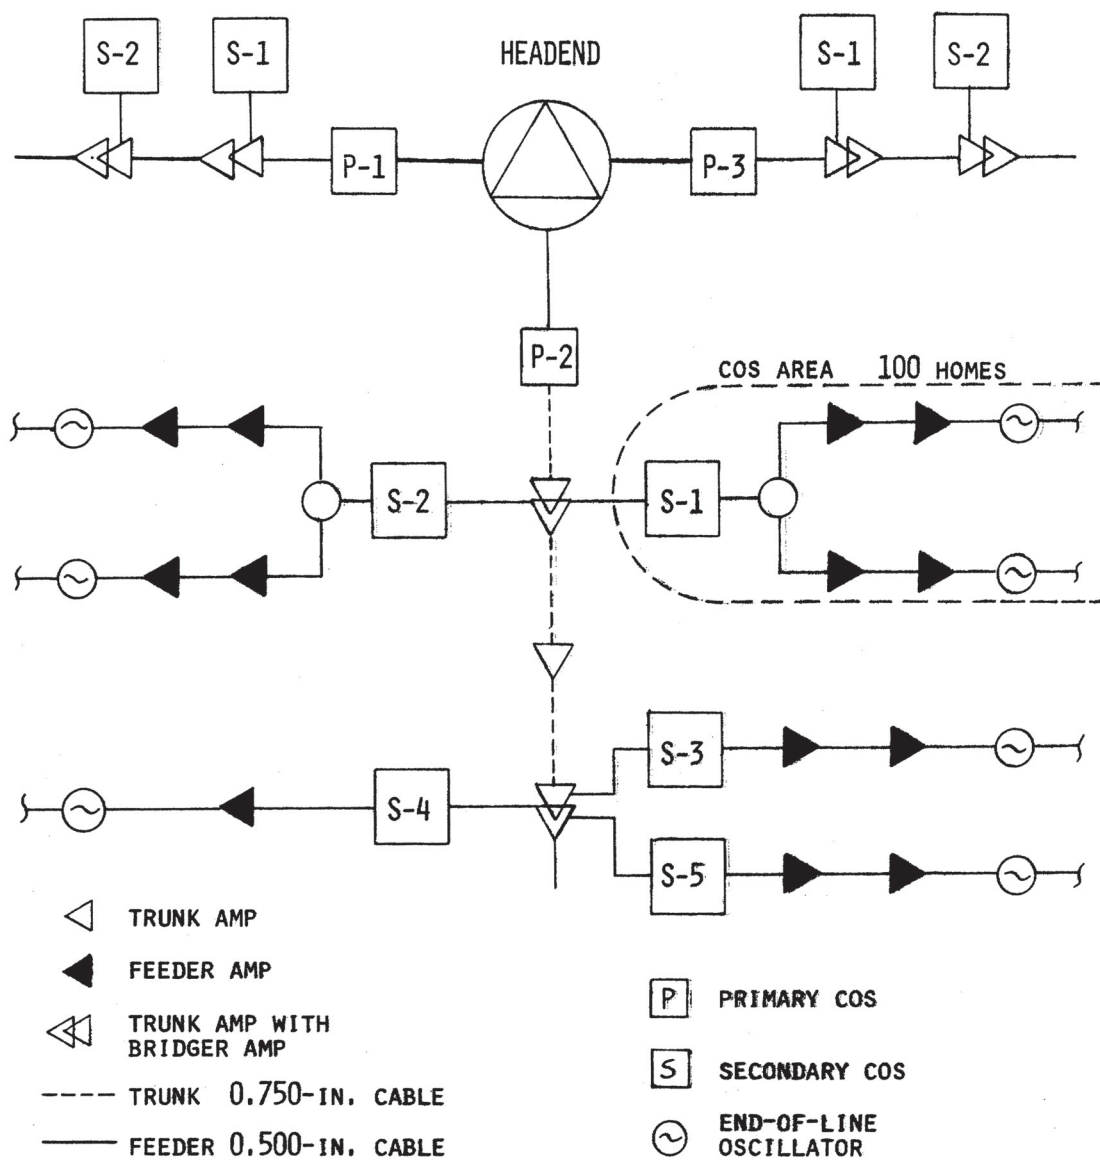 S-2
S-1
HEADEND
S-1
S-2
P-1
P-3
P-2
COS AREA 100 HOMES
S-2
S-1
S-3
S-4
S-5
TRUNK AMP
FEEDER AMP
TRUNK AMP WITH
BRIDGER AMP
TRUNK 0.750-IN. CABLE
FEEDER 0.500-IN. CABLE
P PRIMARY COS
S SECONDARY COS
END-OF-LINE
OSCILLATOR